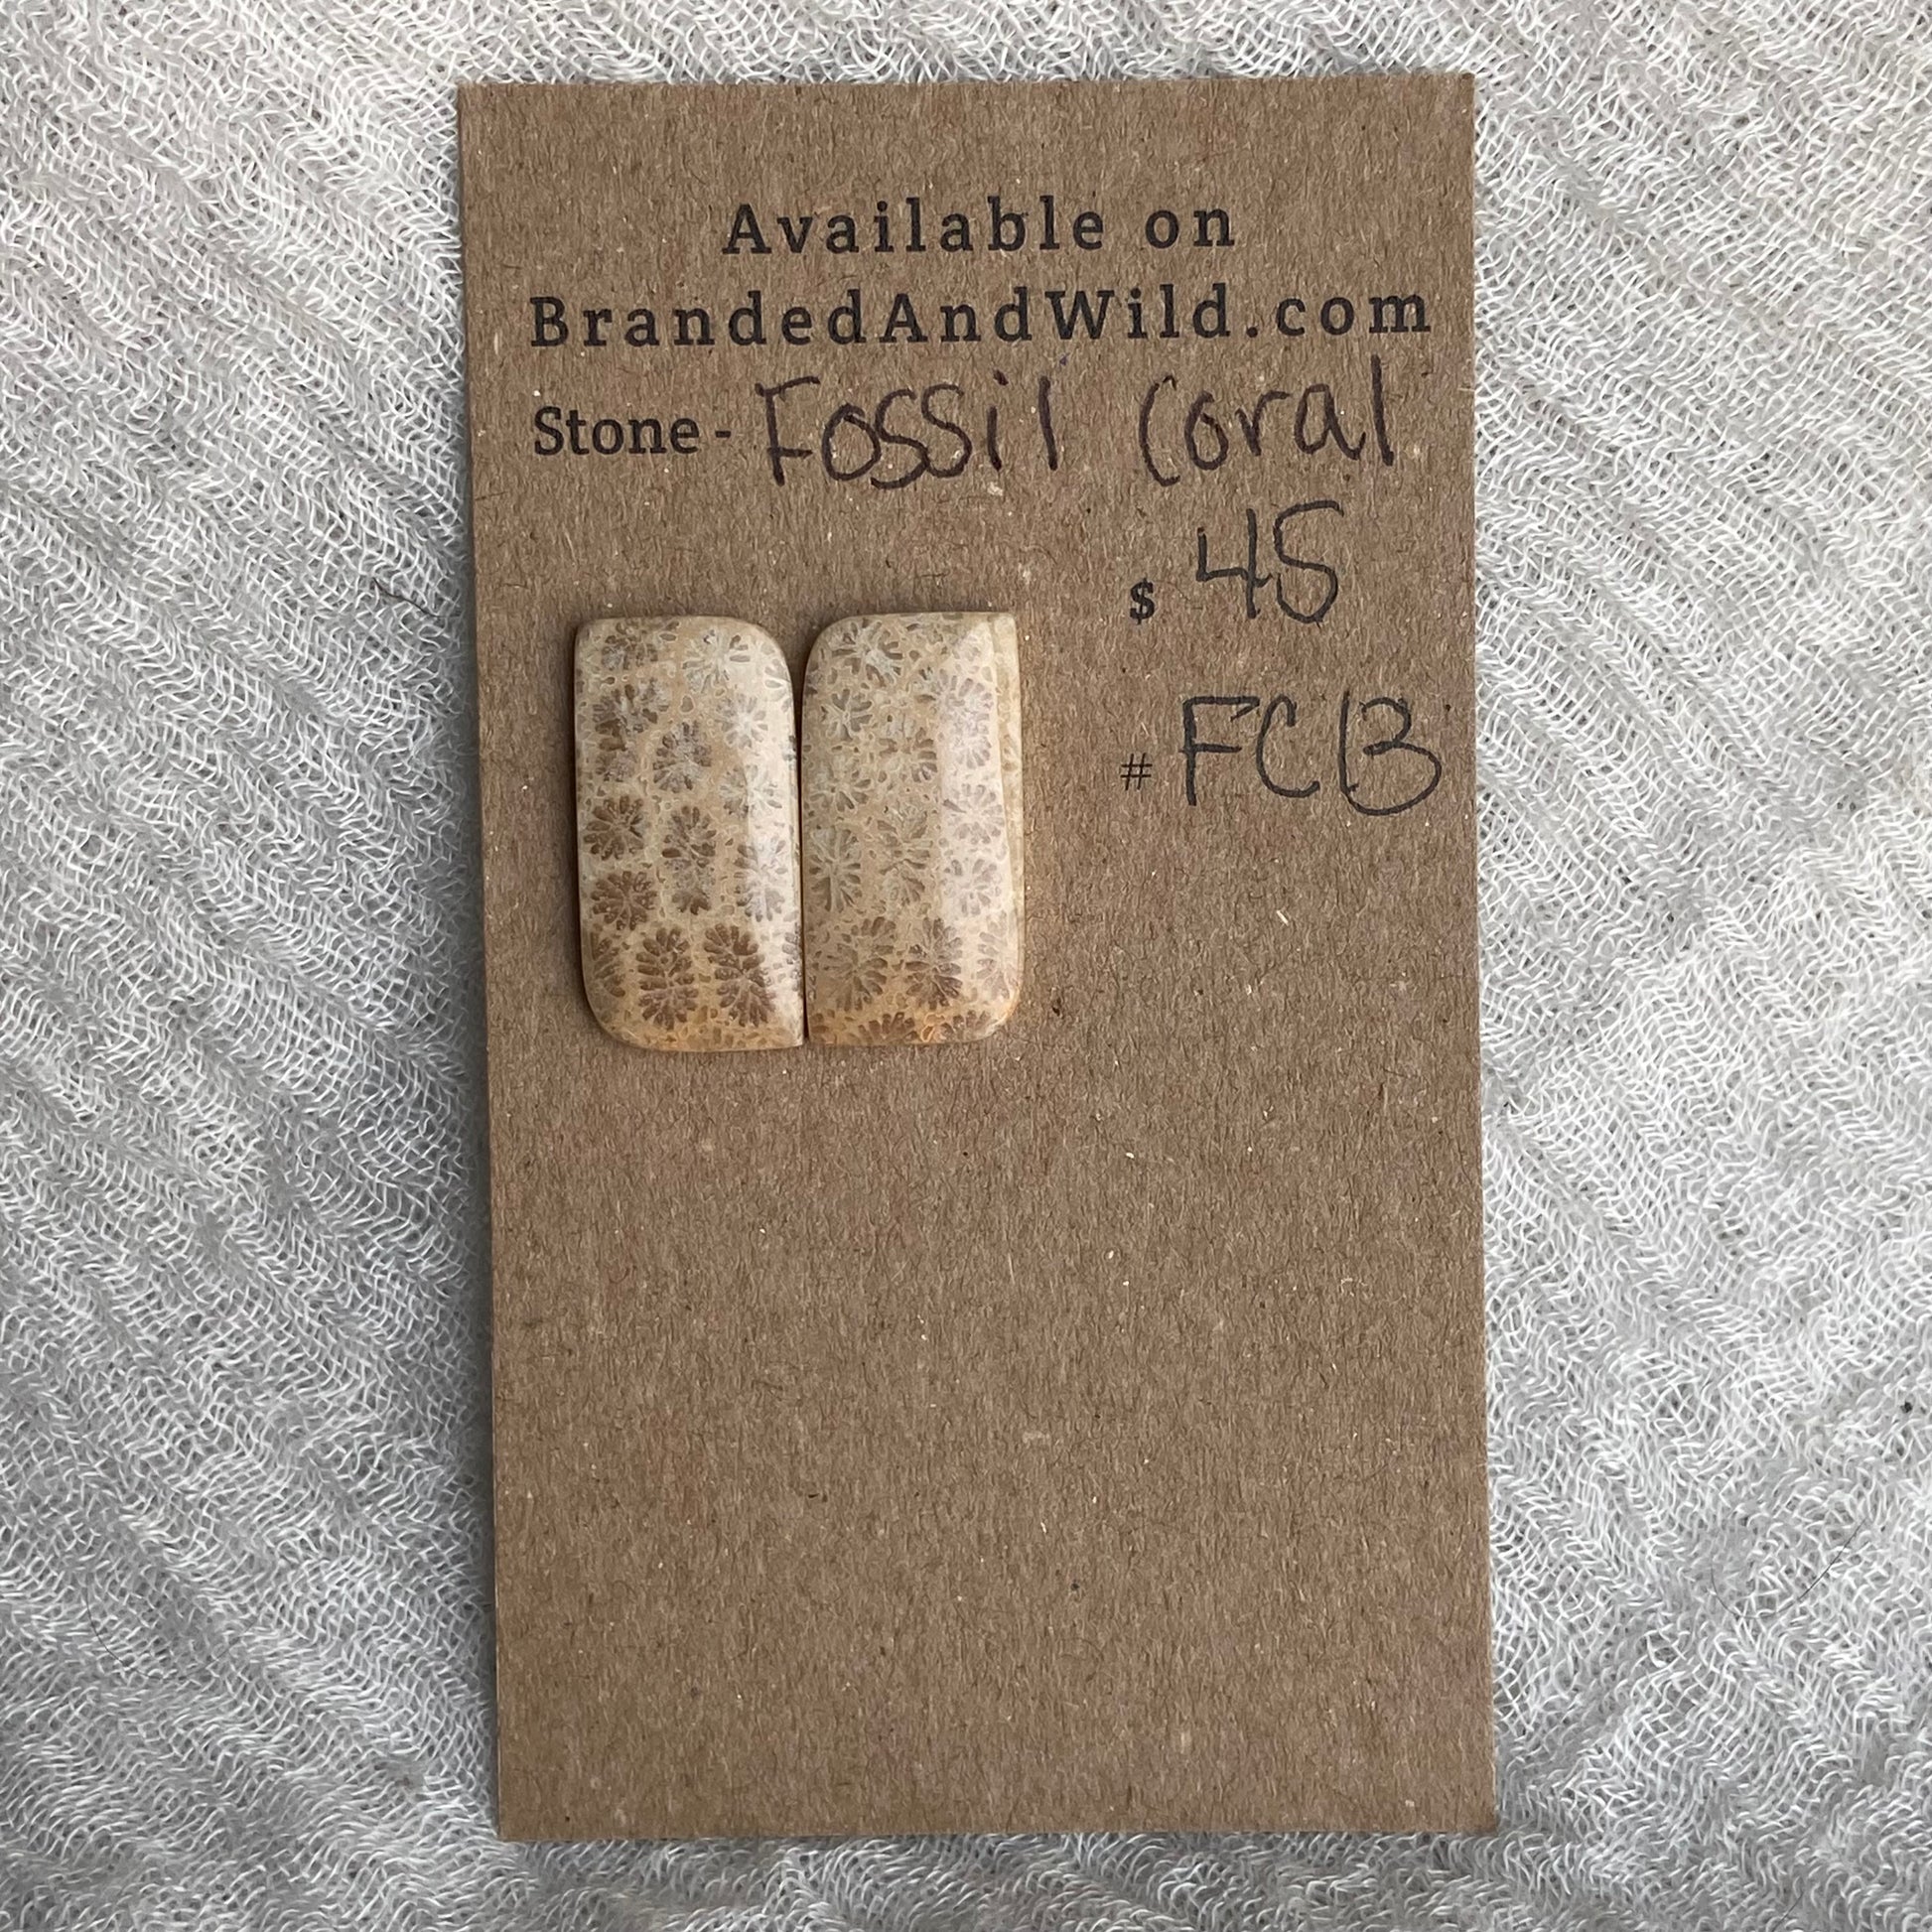 Available on
BrandedAndWild.com
Stone - Fossil Coral
$ 45
# FC13